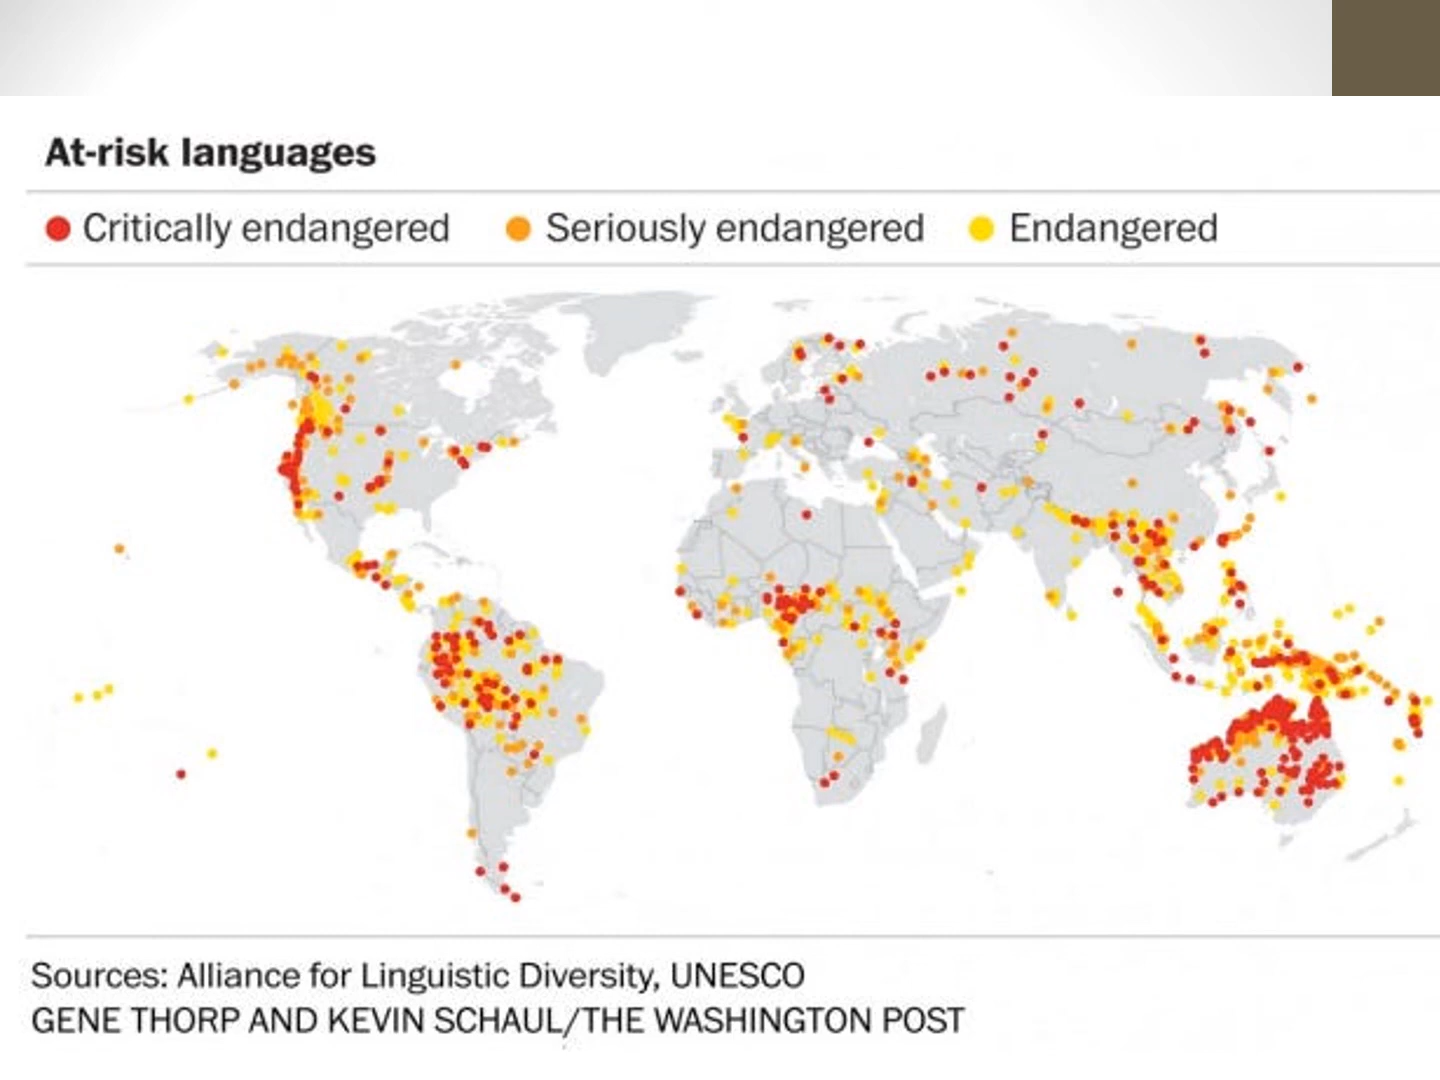 At-risk languages
Critically endangered Seriously endangered Endangered
Sources: Alliance for Linguistic Diversity, UNESCO
GENE THORP AND KEVIN SCHAUL/THE WASHINGTON POST